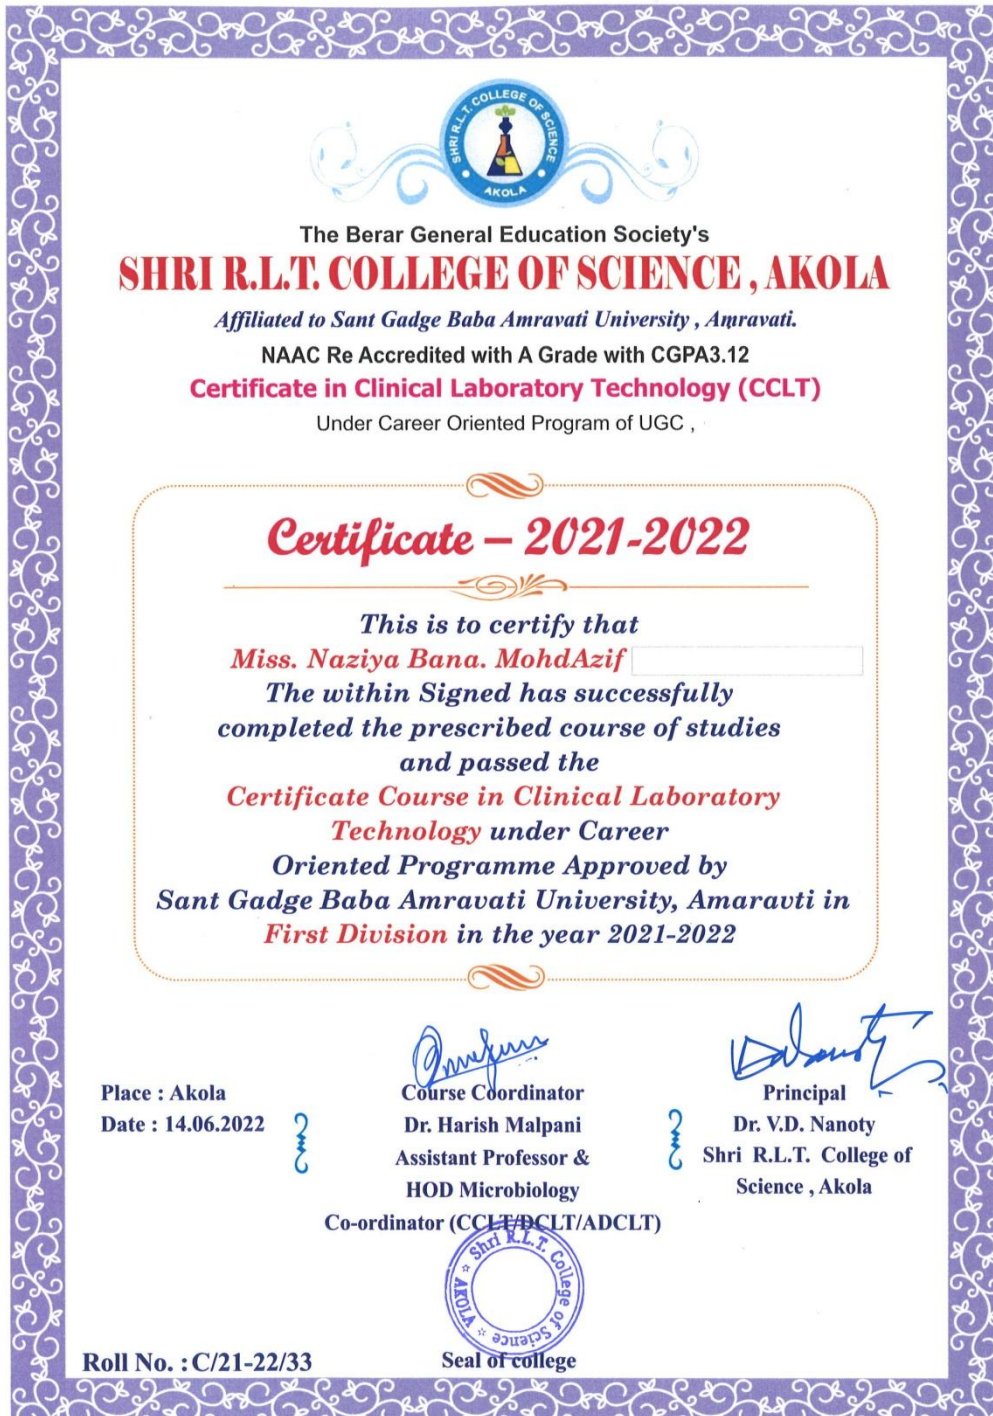 SHRI R.L.T. COLLEGE OF SCIENCE
AKOLA
The Berar General Education Society's
SHRI R.L.T. COLLEGE OF SCIENCE , AKOLA
Affiliated to Sant Gadge Baba Amravati University , Amravati.
NAAC Re Accredited with A Grade with CGPA3.12
Certificate in Clinical Laboratory Technology (CCLT)
Under Career Oriented Program of UGC ,
Certificate – 2021-2022
This is to certify that
Miss. Naziya Bana. MohdAzif
The within Signed has successfully
completed the prescribed course of studies
and passed the
Certificate Course in Clinical Laboratory
Technology under Career
Oriented Programme Approved by
Sant Gadge Baba Amravati University, Amaravti in
First Division in the year 2021-2022
Place : Akola
Date : 14.06.2022
Course Coordinator
Dr. Harish Malpani
Assistant Professor &
HOD Microbiology
Co-ordinator (CCLT/DCLT/ADCLT)
Principal
Dr. V.D. Nanoty
Shri R.L.T. College of
Science , Akola
Shri R.L.T. College of Science
AKOLA
Roll No. : C/21-22/33
Seal of college